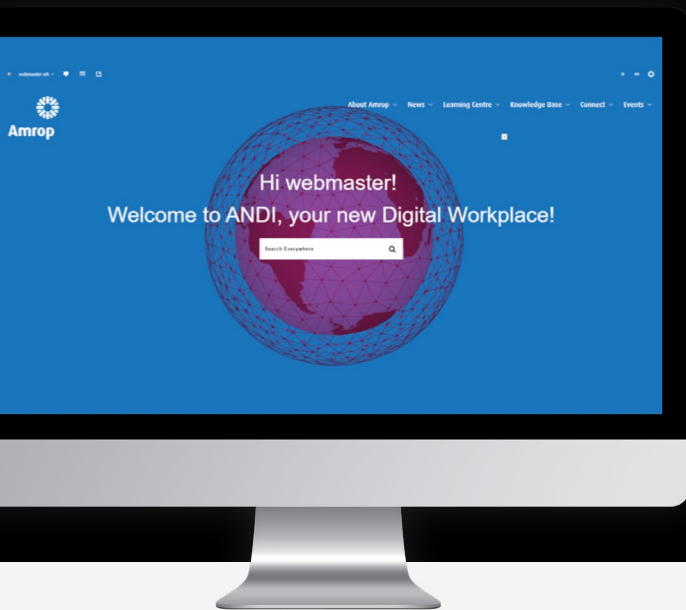 Amrop
About Amrop News Learning Centre Knowledge Base Connect Events
Hi webmaster!
Welcome to ANDI, your new Digital Workplace!
Search Everywhere